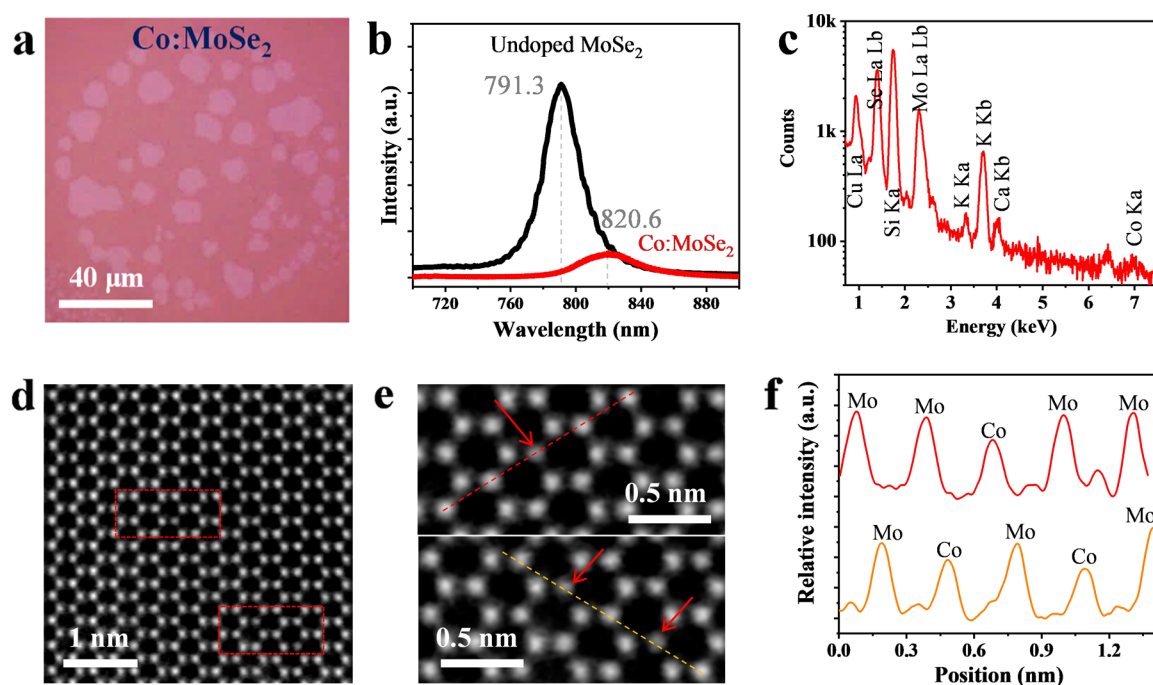 a
Co:MoSe₂
40 μm
b
Undoped MoSe₂
791.3
820.6
Co:MoSe₂
Intensity (a.u.)
720 760 800 840 880
Wavelength (nm)
c
10k
1k
100
Counts
Cu La
Se La Lb
Si Ka
Mo La Lb
K Ka
K Kb
Ca Kb
Co Ka
1 2 3 4 5 6 7
Energy (keV)
d
1 nm
e
0.5 nm
0.5 nm
f
Relative intensity (a.u.)
Mo Mo Co Mo Mo
Mo Co Mo Co Mo
0.0 0.3 0.6 0.9 1.2
Position (nm)